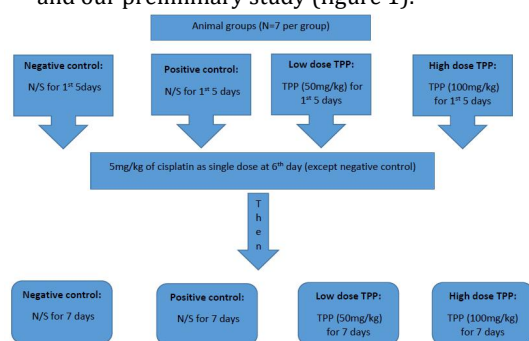 and our preliminary study (figure 1).
Animal groups (N=7 per group)
Negative control:
N/S for 1st 5days
Positive control:
N/S for 1st 5 days
Low dose TPP:
TPP (50mg/kg) for
1st 5 days
High dose TPP:
TPP (100mg/kg)
for 1st 5 days
5mg/kg of cisplatin as single dose at 6th day (except negative control)
T
h
e
n
Negative control:
N/S for 7 days
Positive control:
N/S for 7 days
Low dose TPP:
TPP (50mg/kg) for
7 days
High dose TPP:
TPP (100mg/kg)
for 7 days